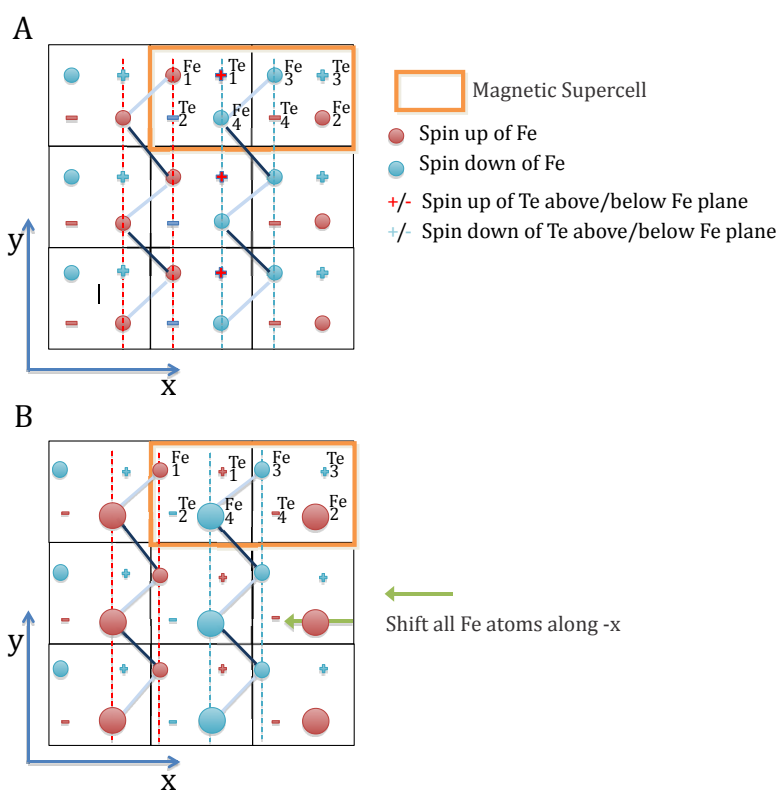 A
Fe Te Fe Te
1 1 3 3
Te Fe Te Fe
2 4 4 2
y
x
Magnetic Supercell
Spin up of Fe
Spin down of Fe
+/- Spin up of Te above/below Fe plane
+/- Spin down of Te above/below Fe plane
B
Fe Te Fe Te
1 1 3 3
Te Fe Te Fe
2 4 4 2
y
x
Shift all Fe atoms along -x